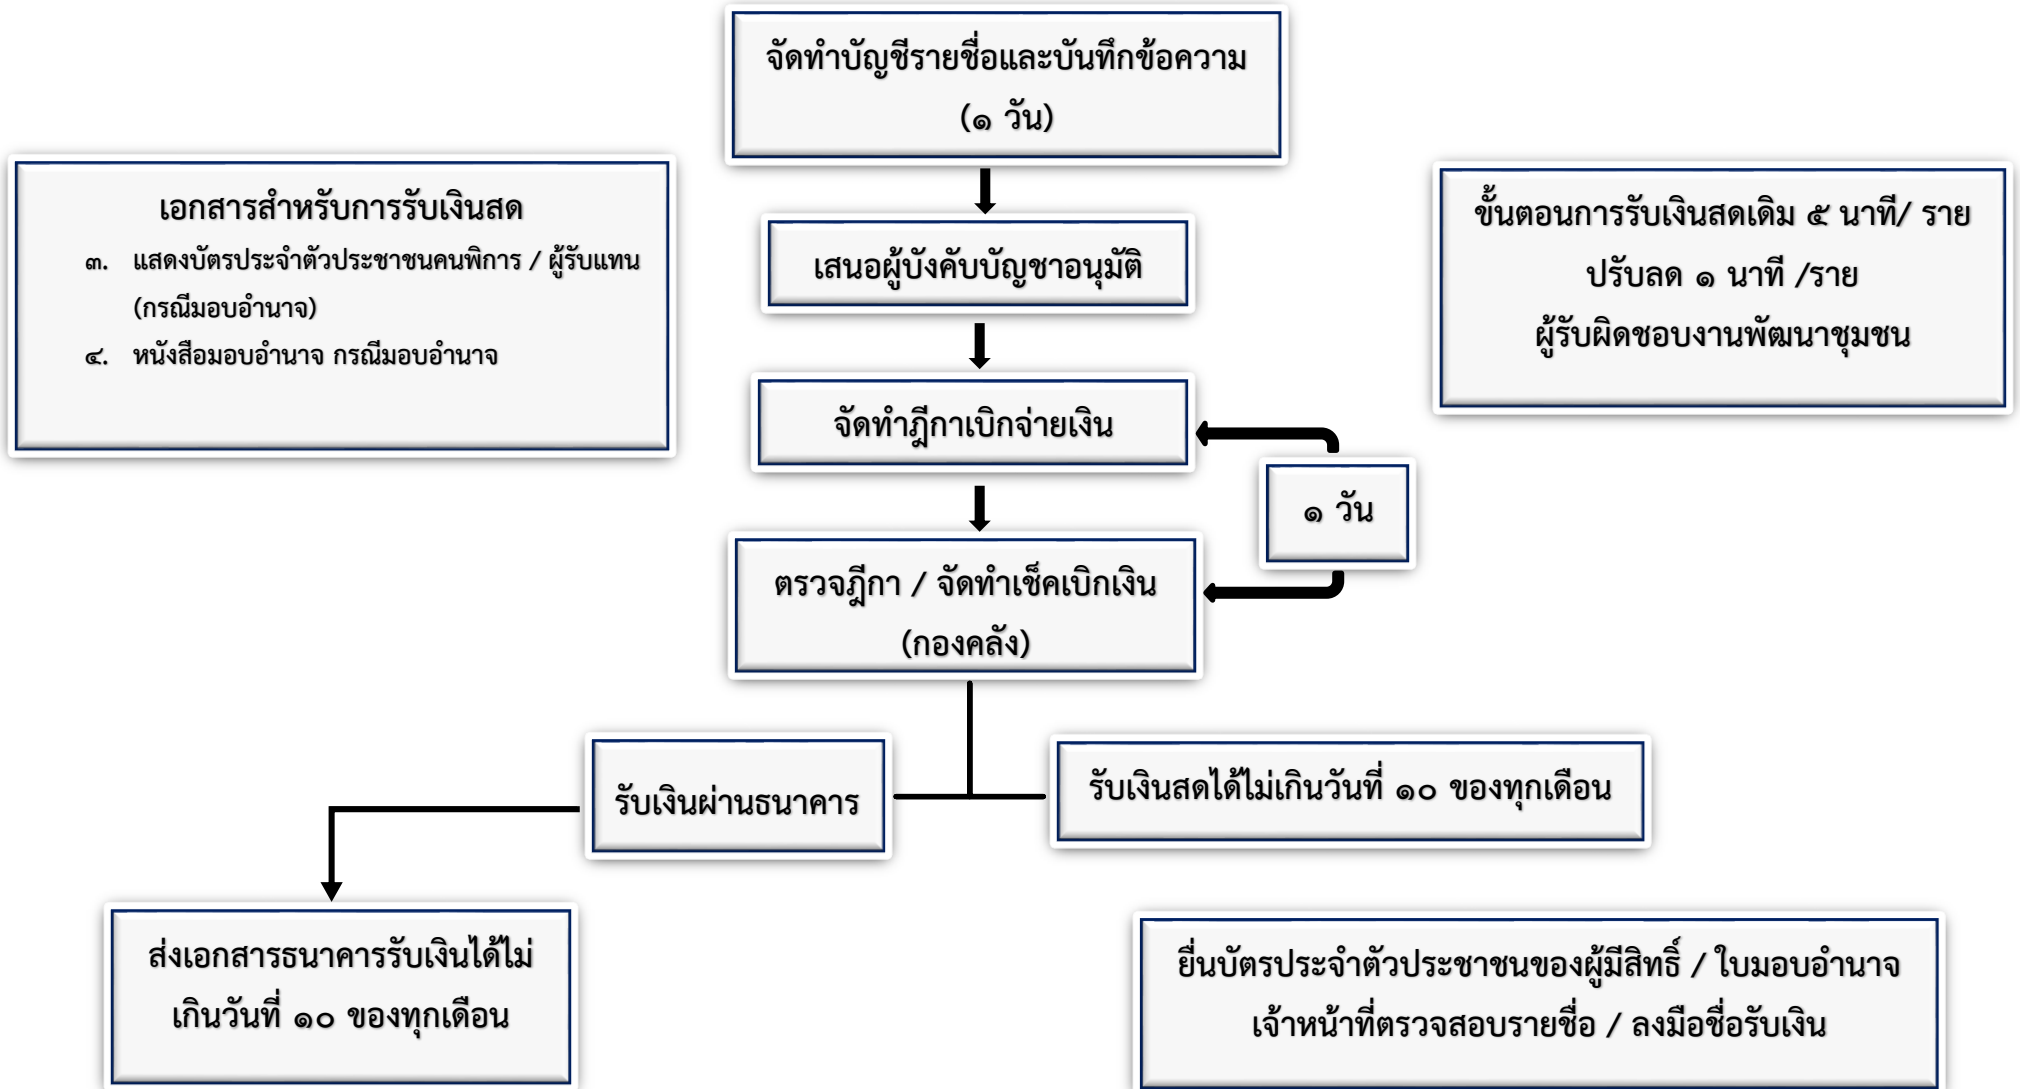 จัดทำบัญชีรายชื่อและบันทึกข้อความ
(๑ วัน)
เอกสารสำหรับการรับเงินสด
๓. แสดงบัตรประจำตัวประชาชนคนพิการ / ผู้รับแทน
(กรณีมอบอำนาจ)
๔. หนังสือมอบอำนาจ กรณีมอบอำนาจ
ขั้นตอนการรับเงินสดเดิม ๕ นาที/ ราย
ปรับลด ๑ นาที /ราย
ผู้รับผิดชอบงานพัฒนาชุมชน
เสนอผู้บังคับบัญชาอนุมัติ
จัดทำฎีกาเบิกจ่ายเงิน
๑ วัน
ตรวจฎีกา / จัดทำเช็คเบิกเงิน
(กองคลัง)
รับเงินผ่านธนาคาร
รับเงินสดได้ไม่เกินวันที่ ๑๐ ของทุกเดือน
ส่งเอกสารธนาคารรับเงินได้ไม่
เกินวันที่ ๑๐ ของทุกเดือน
ยื่นบัตรประจำตัวประชาชนของผู้มีสิทธิ์ / ใบมอบอำนาจ
เจ้าหน้าที่ตรวจสอบรายชื่อ / ลงมือชื่อรับเงิน